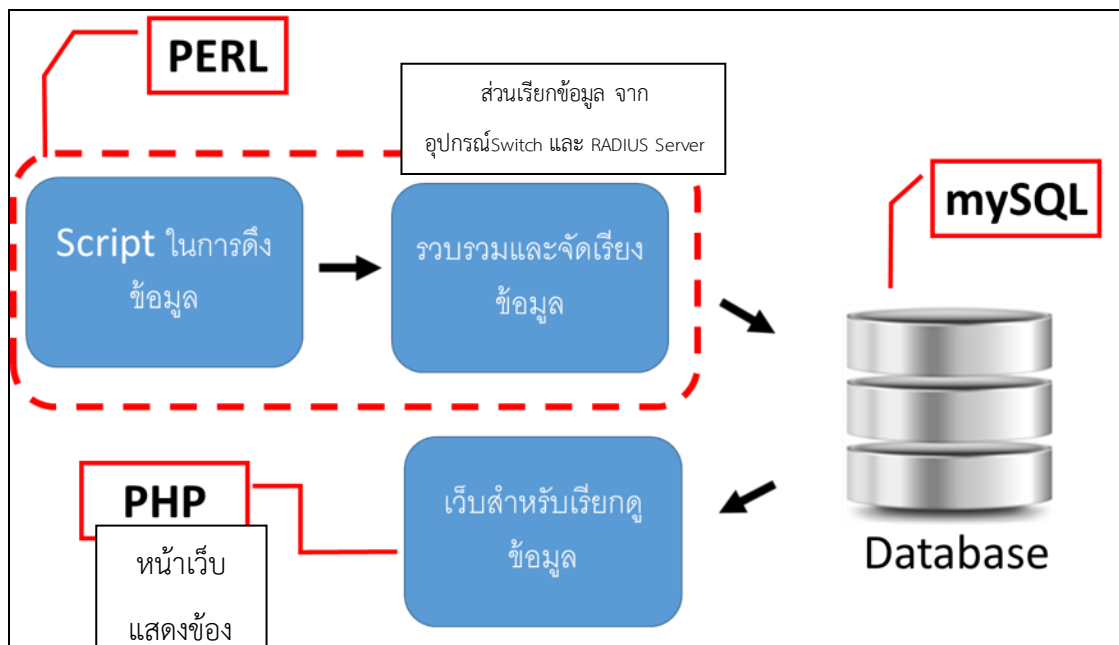 PERL
ส่วนเรียกข้อมูล จาก
อุปกรณ์Switch และ RADIUS Server
mySQL
Script ในการดึง
ข้อมูล
รวบรวมและจัดเรียง
ข้อมูล
PHP
หน้าเว็บ
แสดงข้อง
เว็บสำหรับเรียกดู
ข้อมูล
Database